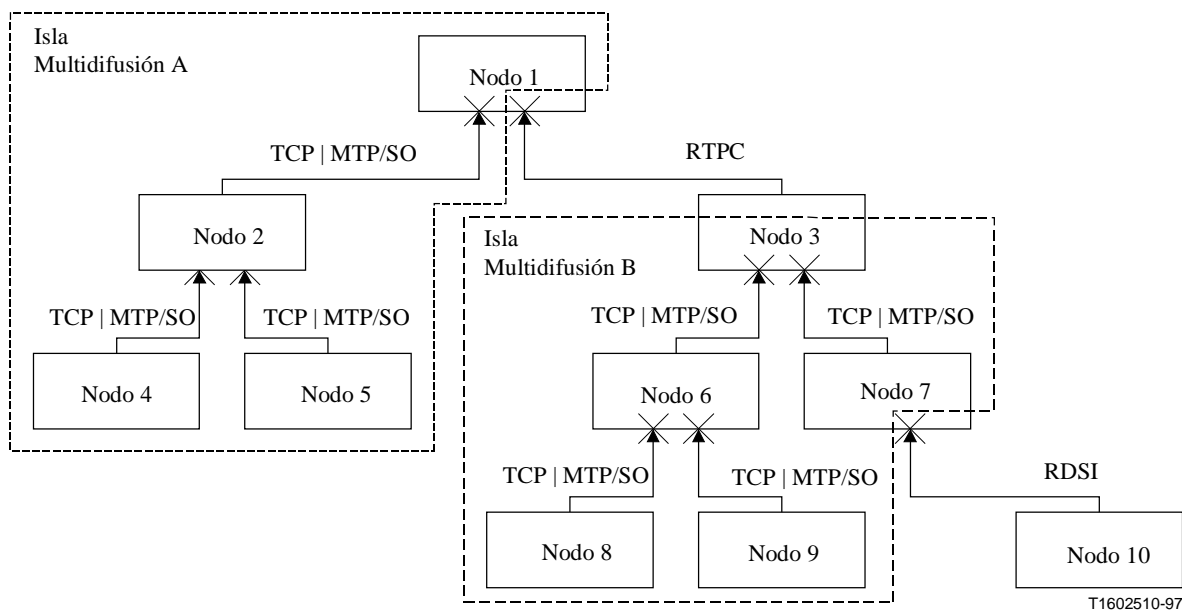 Isla
Multidifusión A
Nodo 1
TCP | MTP/SO
RTPC
Nodo 2
Isla
Multidifusión B
Nodo 3
TCP | MTP/SO
TCP | MTP/SO
TCP | MTP/SO
TCP | MTP/SO
Nodo 4
Nodo 5
Nodo 6
Nodo 7
TCP | MTP/SO
TCP | MTP/SO
RDSI
Nodo 8
Nodo 9
Nodo 10
T1602510-97